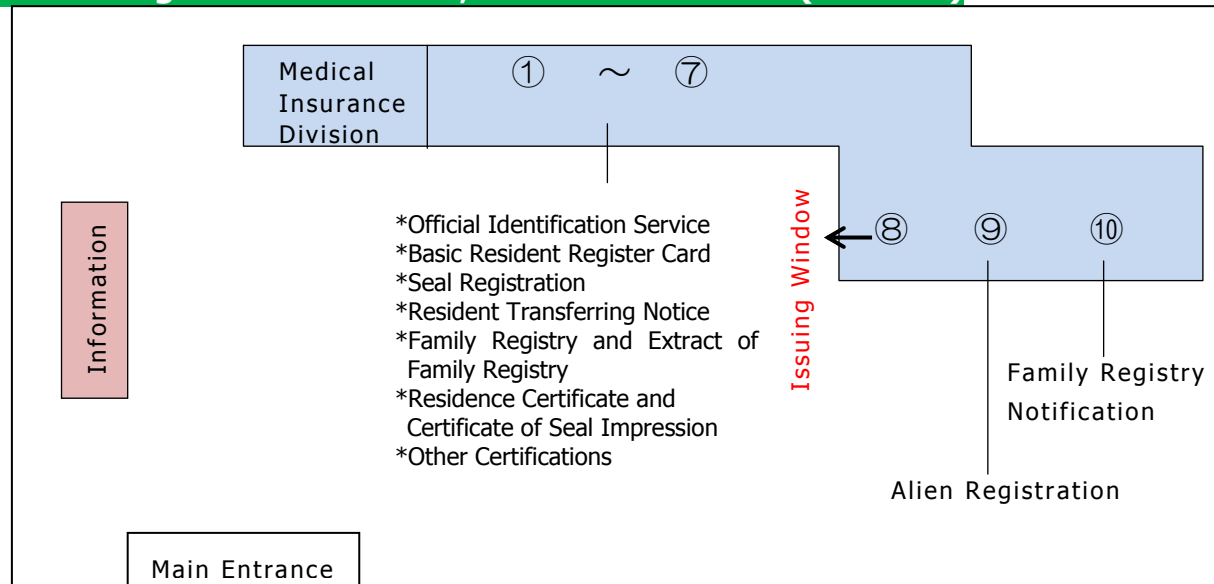 Medical
Insurance
Division
① ～ ⑦
Information
*Official Identification Service
*Basic Resident Register Card
*Seal Registration
*Resident Transferring Notice
*Family Registry and Extract of
Family Registry
*Residence Certificate and
Certificate of Seal Impression
*Other Certifications
Issuing Window
⑧ ⑨ ⑩
Family Registry
Notification
Alien Registration
Main Entrance